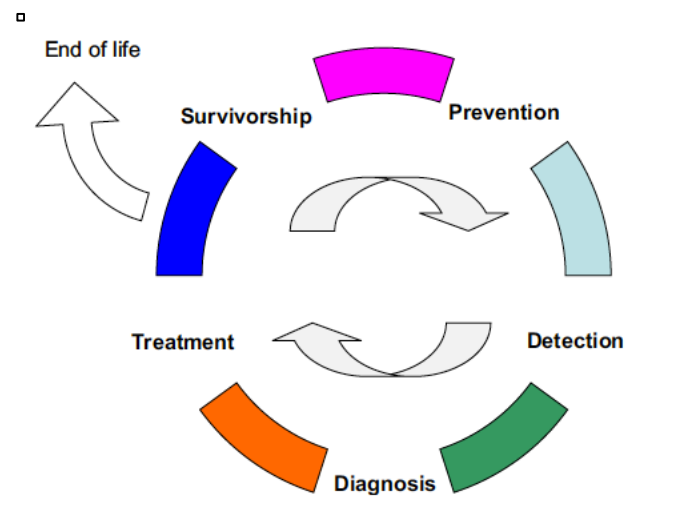 End of life
Survivorship
Prevention
Treatment
Detection
Diagnosis